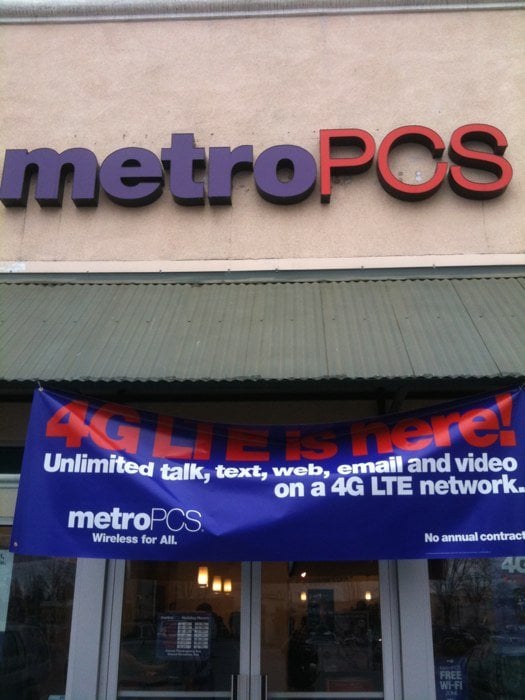 metroPCS
4G LTE is here!
Unlimited talk, text, web, email and video
on a 4G LTE network.
metroPCS.
Wireless for All.
No annual contract
4G
FREE
WI-FI